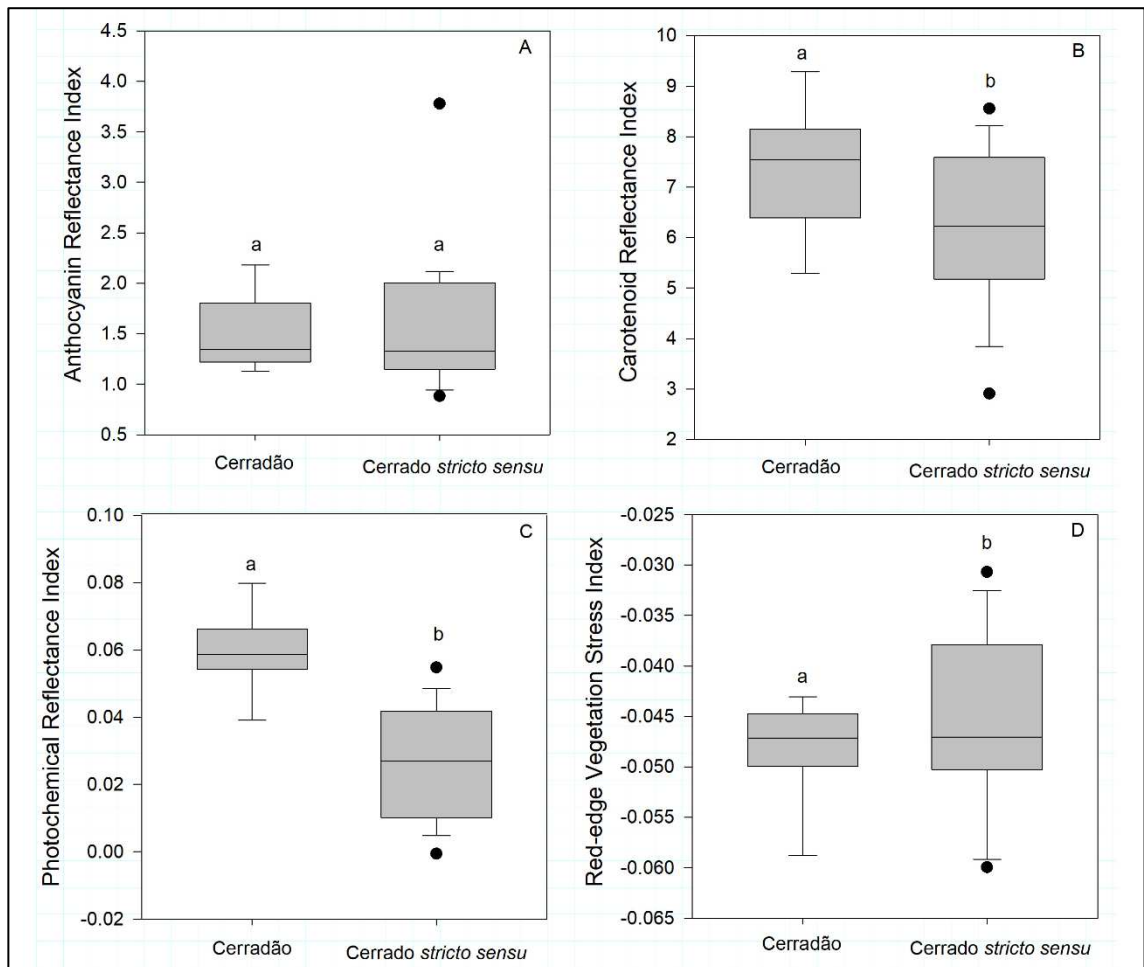 A
Anthocyanin Reflectance Index
4.5
4.0
3.5
3.0
2.5
2.0
1.5
1.0
0.5
a
a
Cerradão
Cerrado stricto sensu
B
Carotenoid Reflectance Index
10
9
8
7
6
5
4
3
2
a
b
Cerradão
Cerrado stricto sensu
C
Photochemical Reflectance Index
0.10
0.08
0.06
0.04
0.02
0.00
-0.02
a
b
Cerradão
Cerrado stricto sensu
D
Red-edge Vegetation Stress Index
-0.025
-0.030
-0.035
-0.040
-0.045
-0.050
-0.055
-0.060
-0.065
a
b
Cerradão
Cerrado stricto sensu